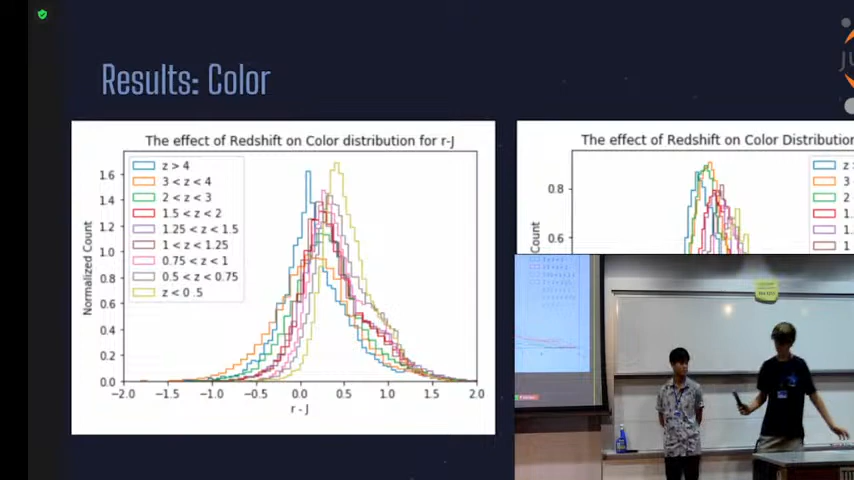 Results: Color
The effect of Redshift on Color distribution for r-J
1.6
1.4
1.2
1.0
0.8
0.6
0.4
0.2
0.0
Normalized Count
z > 4
3 < z < 4
2 < z < 3
1.5 < z < 2
1.25 < z < 1.5
1 < z < 1.25
0.75 < z < 1
0.5 < z < 0.75
z < 0 .5
-2.0 -1.5 -1.0 -0.5 0.0 0.5 1.0 1.5 2.0
r - J
The effect of Redshift on Color Distribution
0.8
0.6
Count
z
3
2
1.
1.
1